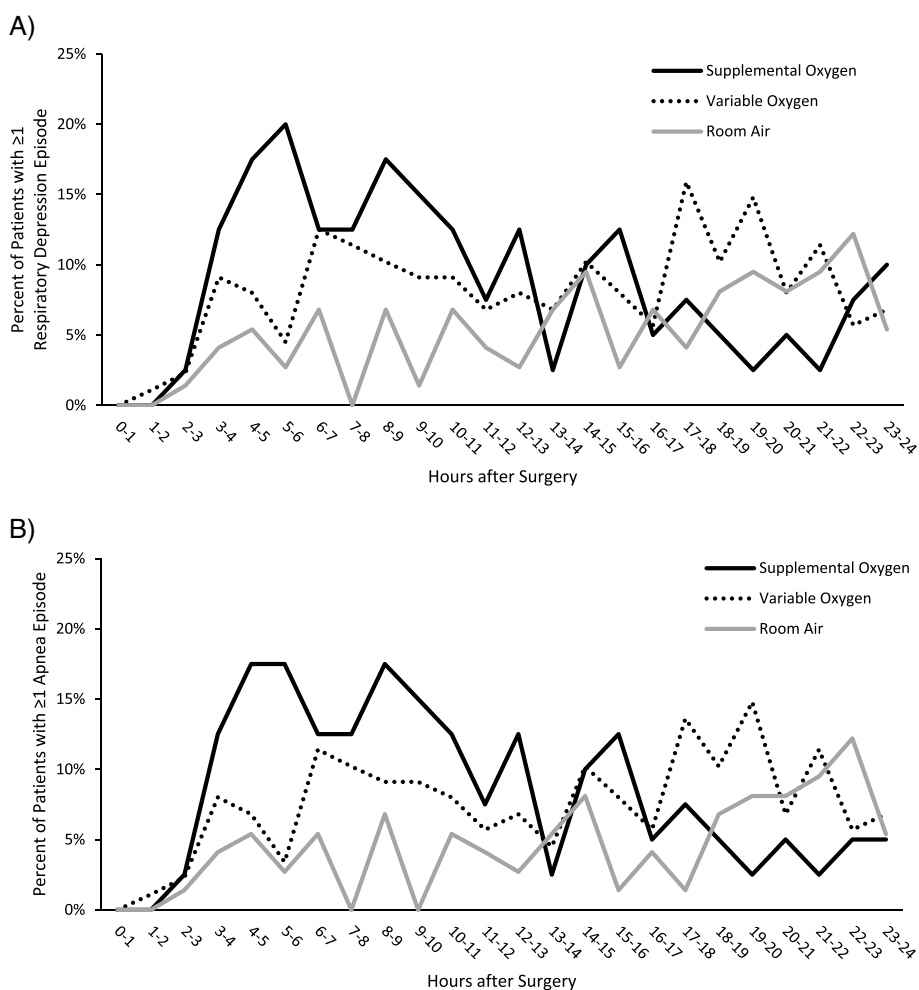 A)
25%
20%
15%
10%
5%
0%
Percent of Patients with ≥1
Respiratory Depression Episode
Supplemental Oxygen
Variable Oxygen
Room Air
0-1 1-2 2-3 3-4 4-5 5-6 6-7 7-8 8-9 9-10 10-11 11-12 12-13 13-14 14-15 15-16 16-17 17-18 18-19 19-20 20-21 21-22 22-23 23-24
Hours after Surgery
B)
25%
20%
15%
10%
5%
0%
Percent of Patients with ≥1 Apnea Episode
Supplemental Oxygen
Variable Oxygen
Room Air
0-1 1-2 2-3 3-4 4-5 5-6 6-7 7-8 8-9 9-10 10-11 11-12 12-13 13-14 14-15 15-16 16-17 17-18 18-19 19-20 20-21 21-22 22-23 23-24
Hours after Surgery